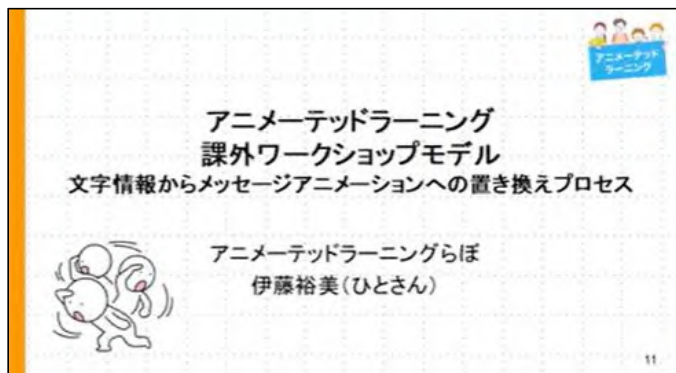 アニメーテッド
ラーニング
アニメーテッドラーニング
課外ワークショップモデル
文字情報からメッセージアニメーションへの置き換えプロセス
アニメーテッドラーニングらぼ
伊藤裕美(ひとさん)
11